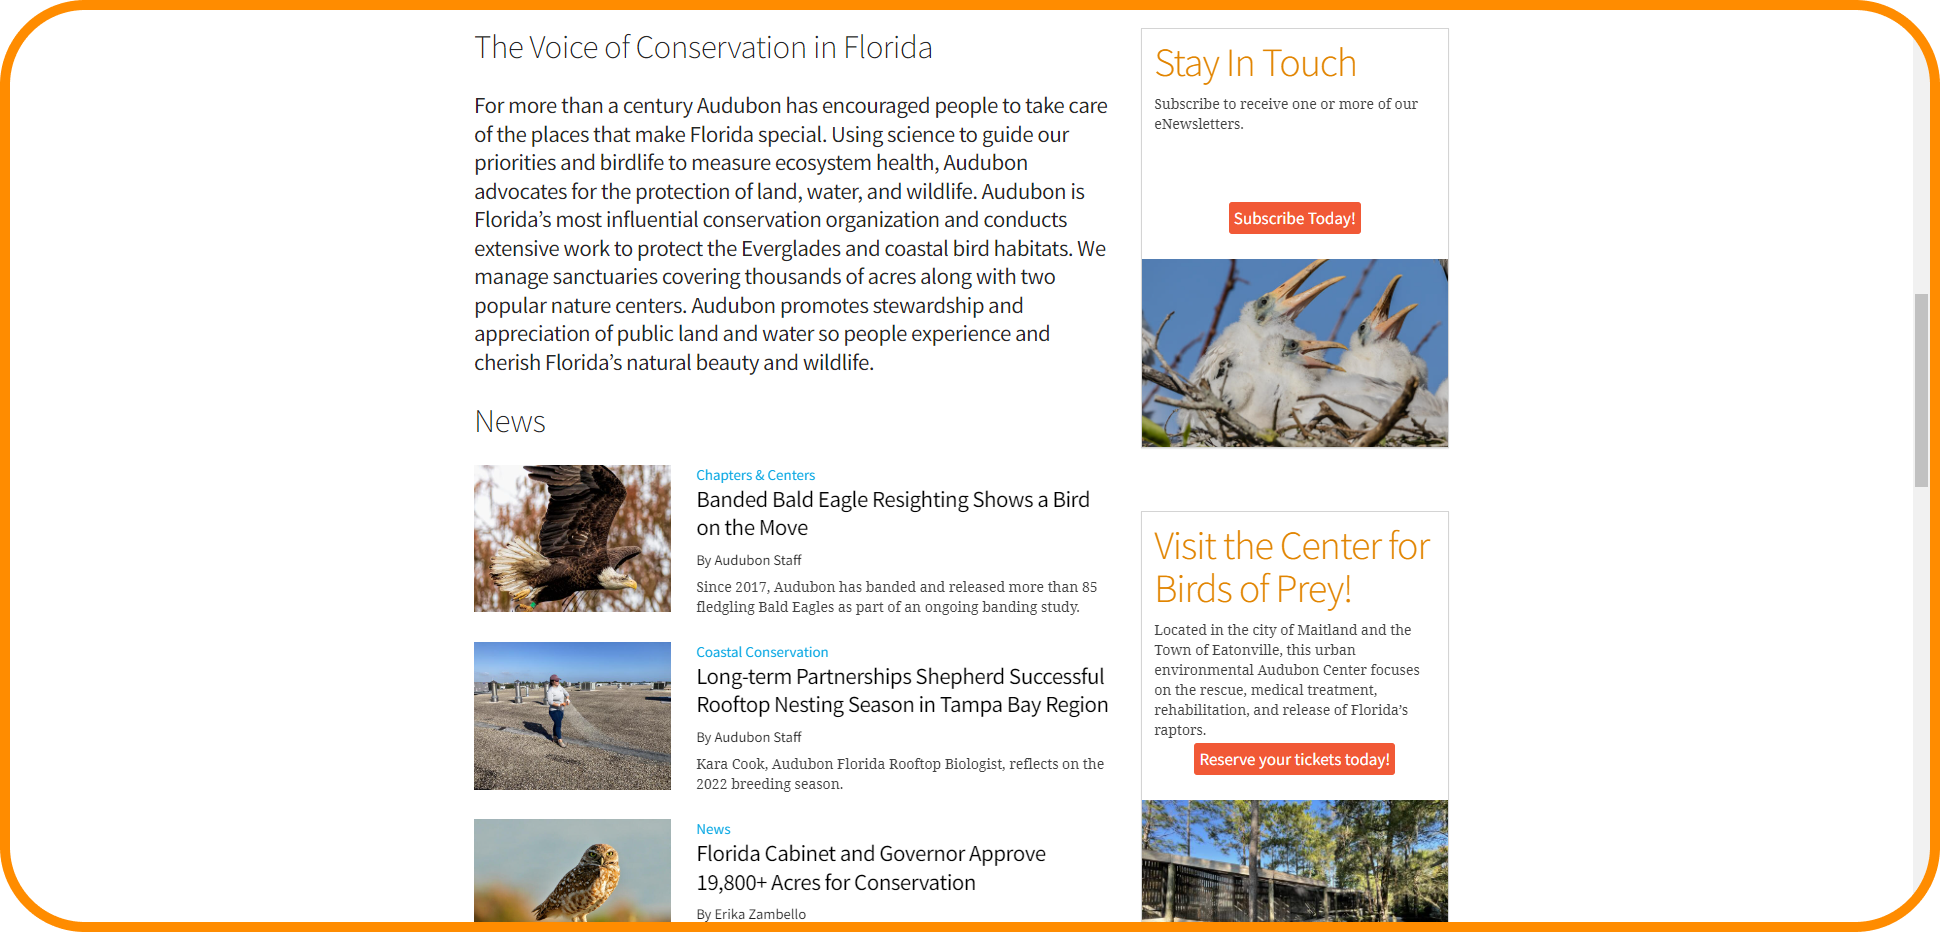 The Voice of Conservation in Florida
For more than a century Audubon has encouraged people to take care
of the places that make Florida special. Using science to guide our
priorities and birdlife to measure ecosystem health, Audubon
advocates for the protection of land, water, and wildlife. Audubon is
Florida’s most influential conservation organization and conducts
extensive work to protect the Everglades and coastal bird habitats. We
manage sanctuaries covering thousands of acres along with two
popular nature centers. Audubon promotes stewardship and
appreciation of public land and water so people experience and
cherish Florida’s natural beauty and wildlife.
News
Chapters & Centers
Banded Bald Eagle Resighting Shows a Bird
on the Move
By Audubon Staff
Since 2017, Audubon has banded and released more than 85
fledgling Bald Eagles as part of an ongoing banding study.
Coastal Conservation
Long-term Partnerships Shepherd Successful
Rooftop Nesting Season in Tampa Bay Region
By Audubon Staff
Kara Cook, Audubon Florida Rooftop Biologist, reflects on the
2022 breeding season.
News
Florida Cabinet and Governor Approve
19,800+ Acres for Conservation
By Erika Zambello
Stay In Touch
Subscribe to receive one or more of our
eNewsletters.
Subscribe Today!
Visit the Center for
Birds of Prey!
Located in the city of Maitland and the
Town of Eatonville, this urban
environmental Audubon Center focuses
on the rescue, medical treatment,
rehabilitation, and release of Florida’s
raptors.
Reserve your tickets today!